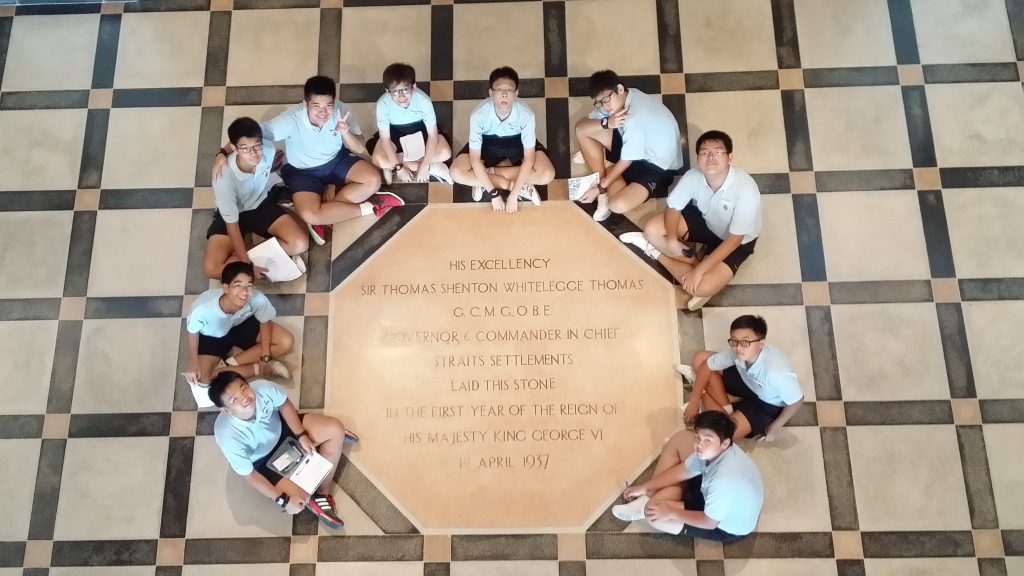 HIS EXCELLENCY
SIR THOMAS SHENTON WHITELEGGE THOMAS
G.C.M.G.O.B.E.
GOVERNOR & COMMANDER IN CHIEF
STRAITS SETTLEMENTS
LAID THIS STONE
IN THE FIRST YEAR OF THE REIGN OF
HIS MAJESTY KING GEORGE VI
1ST APRIL 1937